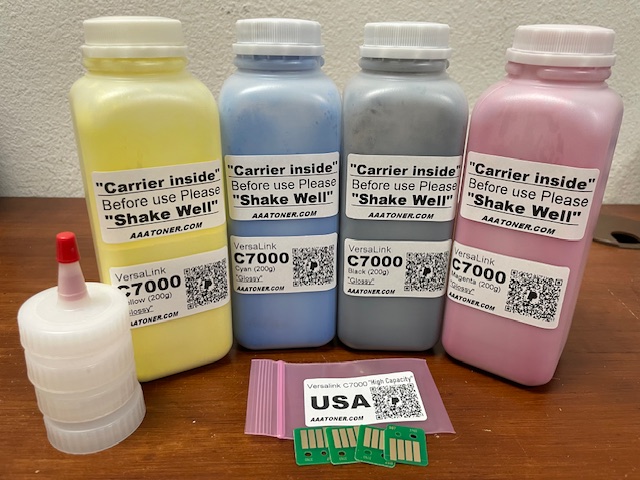 "Carrier inside"
Before use Please
"Shake Well"
AAATONER.COM
VersaLink
C7000
llow (200g)
Glossy"
AAATONER.COM
"Carrier inside"
Before use Please
"Shake Well"
AAATONER.COM
VersaLink
C7000
Cyan (200g)
"Glossy"
AAATONER.COM
"Carrier inside"
Before use Please
"Shake Well"
AAATONER.COM
VersaLink
C7000
Black (200g)
"Glossy"
AAATONER.COM
"Carrier inside"
Before use Please
"Shake Well"
AAATONER.COM
VersaLink
C7000
Magenta (200g)
"Glossy"
AAATONER.COM
Versalink C7000 "High Capacity"
USA
AAATONER.COM